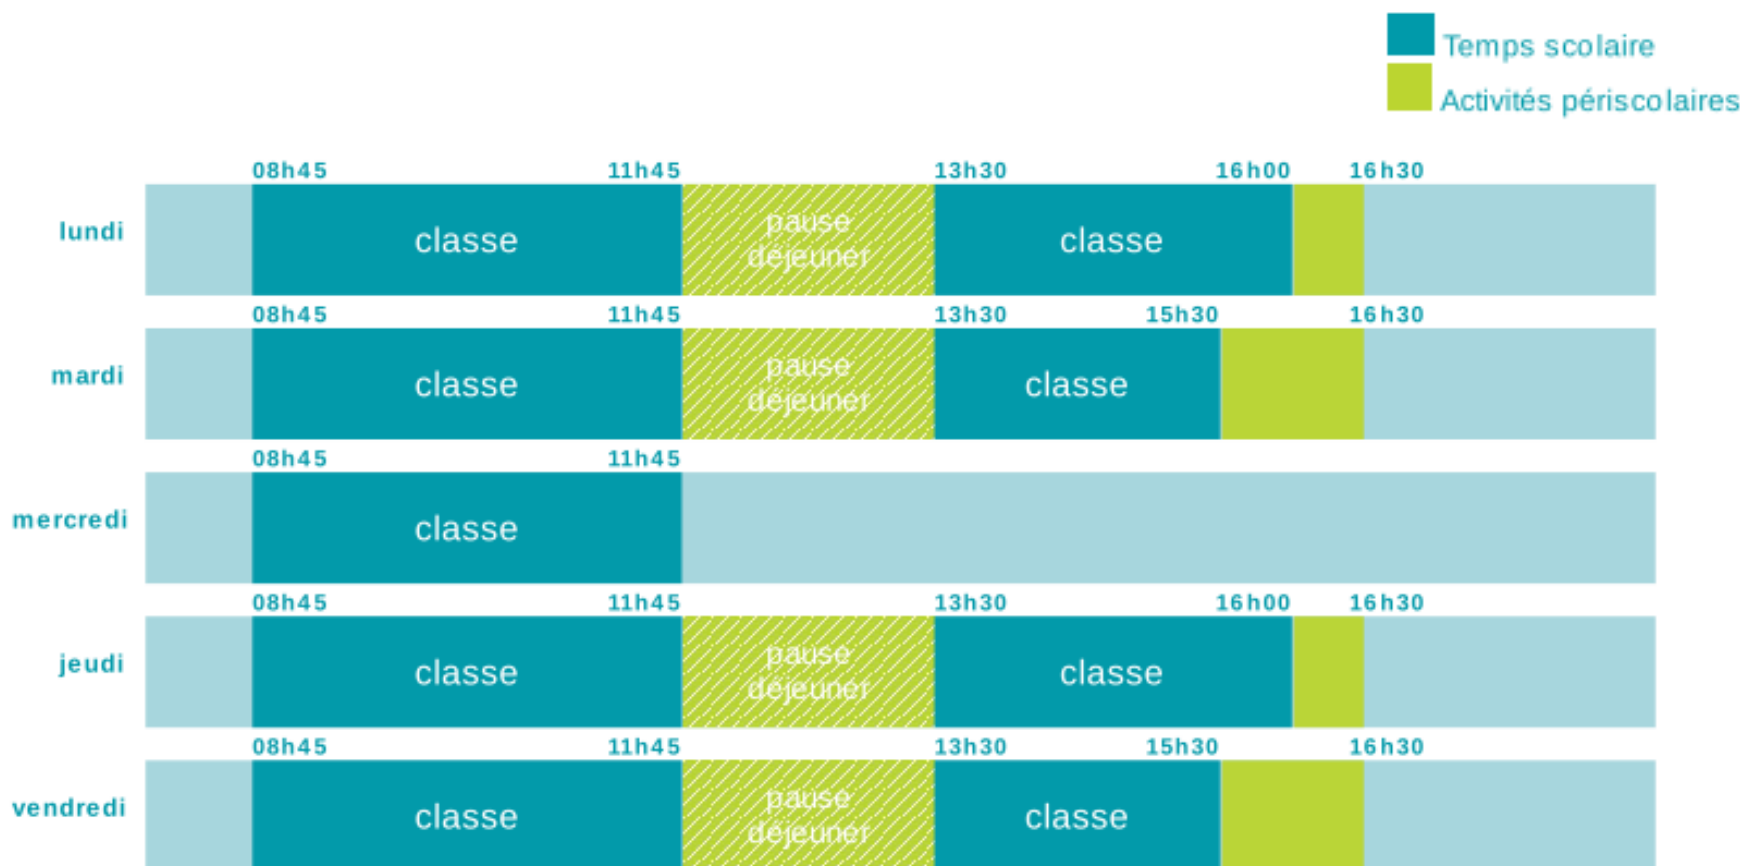 Temps scolaire
Activités périscolaires
08h45 11h45 13h30 16h00 16h30
lundi classe pause déjeuner classe
08h45 11h45 13h30 15h30 16h30
mardi classe pause déjeuner classe
08h45 11h45
mercredi classe
08h45 11h45 13h30 16h00 16h30
jeudi classe pause déjeuner classe
08h45 11h45 13h30 15h30 16h30
vendredi classe pause déjeuner classe